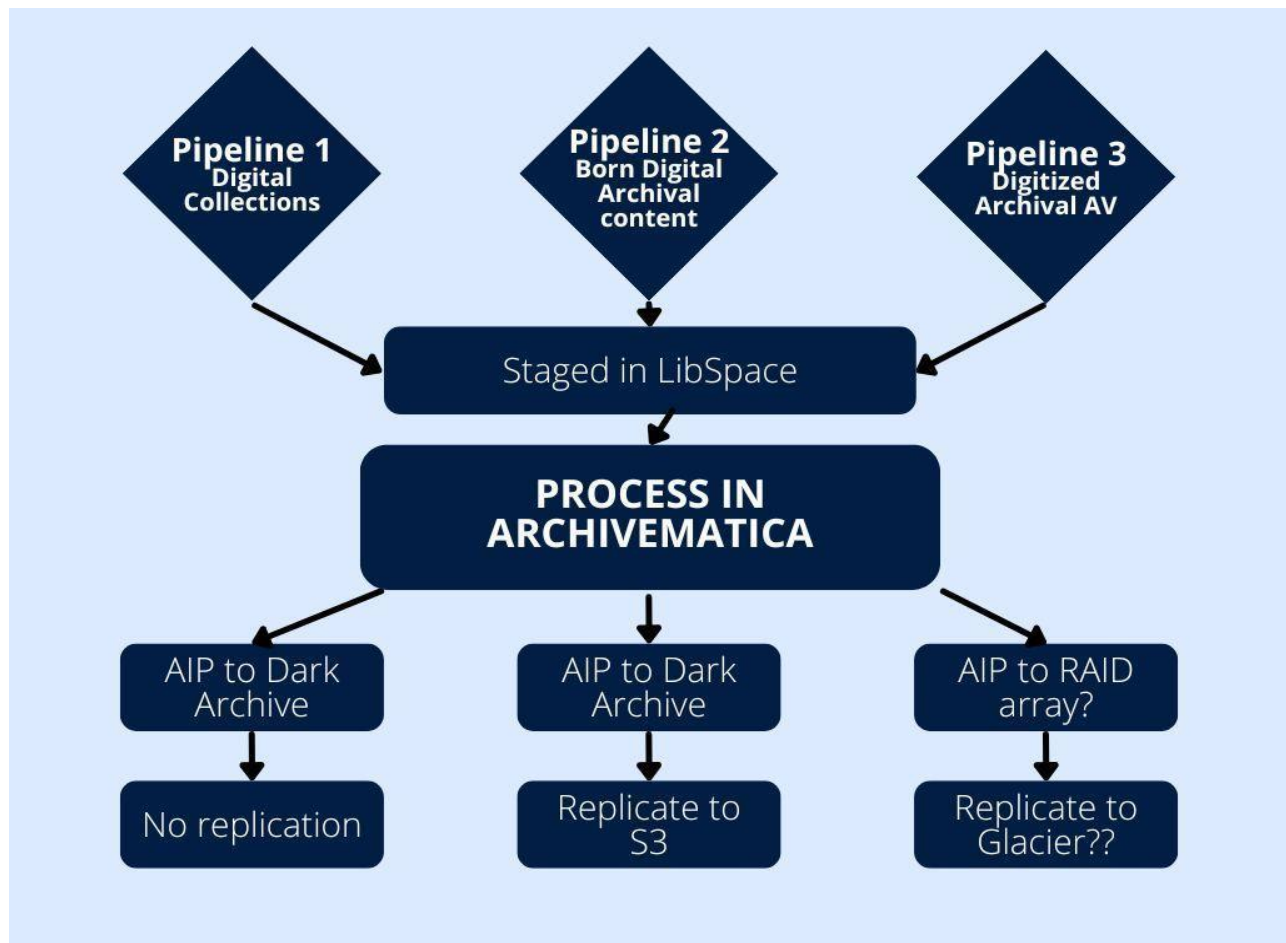 Pipeline 1
Digital
Collections
Pipeline 2
Born Digital
Archival
content
Pipeline 3
Digitized
Archival AV
Staged in LibSpace
PROCESS IN
ARCHIVEMATICA
AIP to Dark
Archive
AIP to Dark
Archive
AIP to RAID
array?
No replication
Replicate to
S3
Replicate to
Glacier??